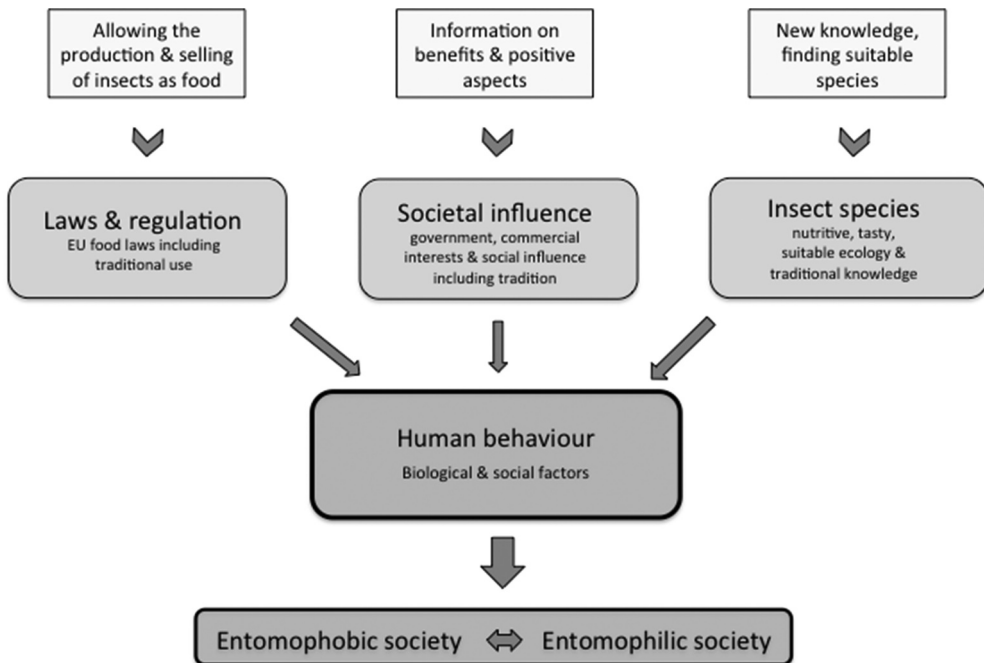 Allowing the
production & selling
of insects as food
Information on
benefits & positive
aspects
New knowledge,
finding suitable
species
Laws & regulation
EU food laws including
traditional use
Societal influence
government, commercial
interests & social influence
including tradition
Insect species
nutritive, tasty,
suitable ecology &
traditional knowledge
Human behaviour
Biological & social factors
Entomophobic society
Entomophilic society